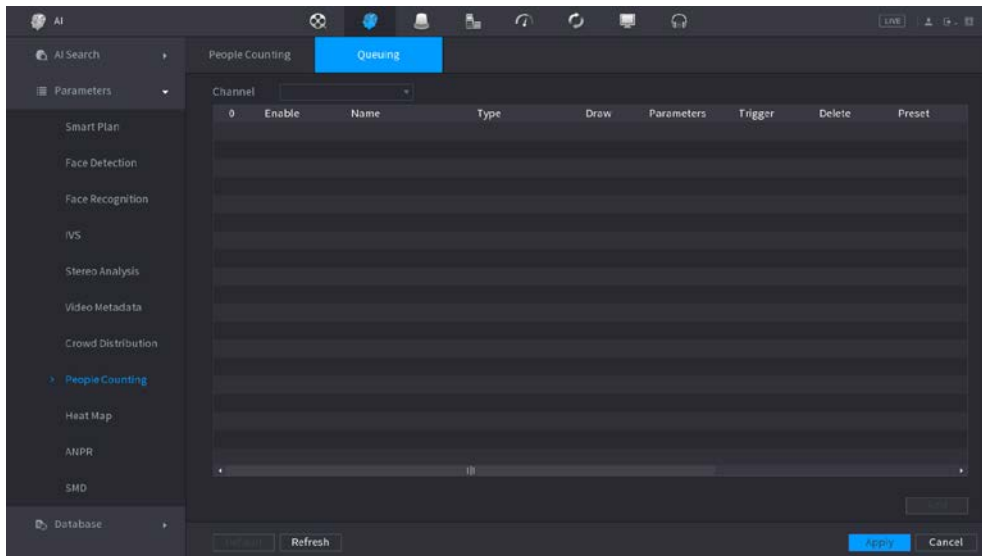 AI
LIVE
AI Search
People Counting
Queuing
Parameters
Channel
0 Enable Name Type Draw Parameters Trigger Delete Preset
Smart Plan
Face Detection
Face Recognition
IVS
Stereo Analysis
Video Metadata
Crowd Distribution
People Counting
Heat Map
ANPR
SMD
Database
Refresh
Apply
Cancel